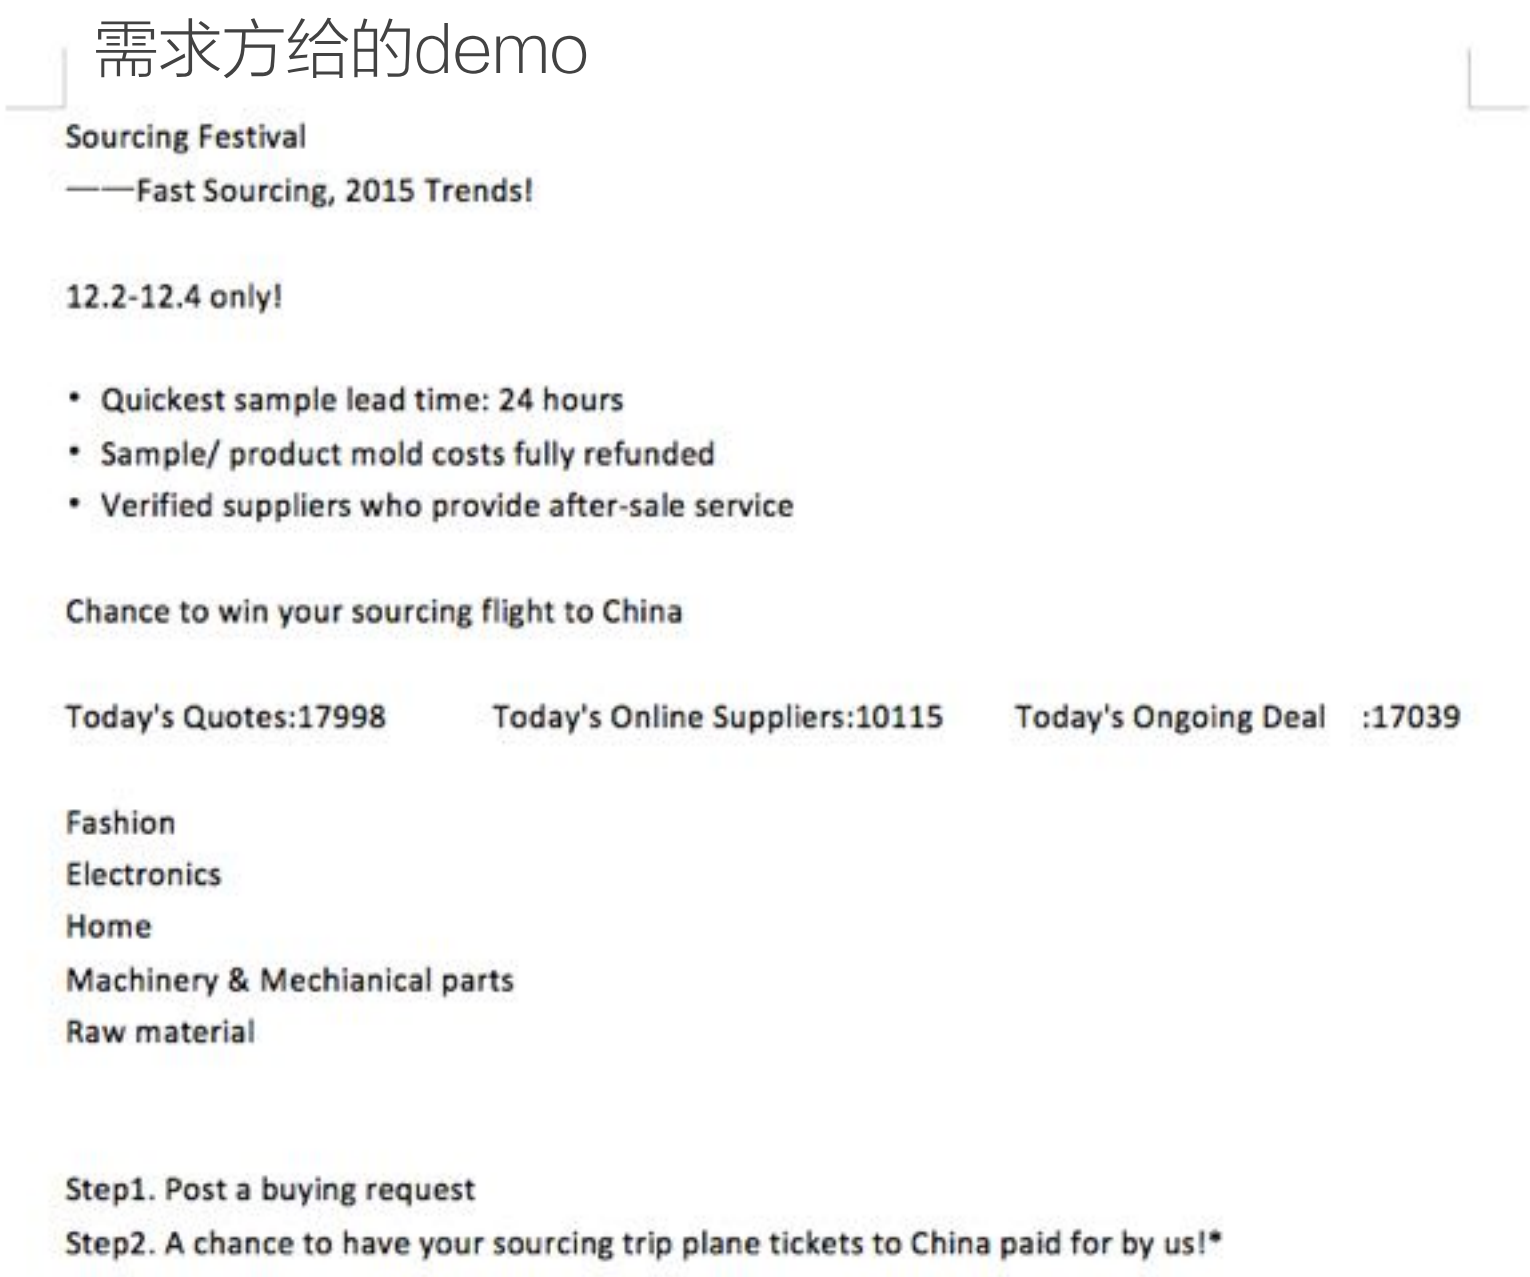 需求方给的demo
Sourcing Festival
——Fast Sourcing, 2015 Trends!
12.2-12.4 only!
• Quickest sample lead time: 24 hours
• Sample/ product mold costs fully refunded
• Verified suppliers who provide after-sale service
Chance to win your sourcing flight to China
Today's Quotes:17998 Today's Online Suppliers:10115 Today's Ongoing Deal :17039
Fashion
Electronics
Home
Machinery & Mechianical parts
Raw material
Step1. Post a buying request
Step2. A chance to have your sourcing trip plane tickets to China paid for by us!*